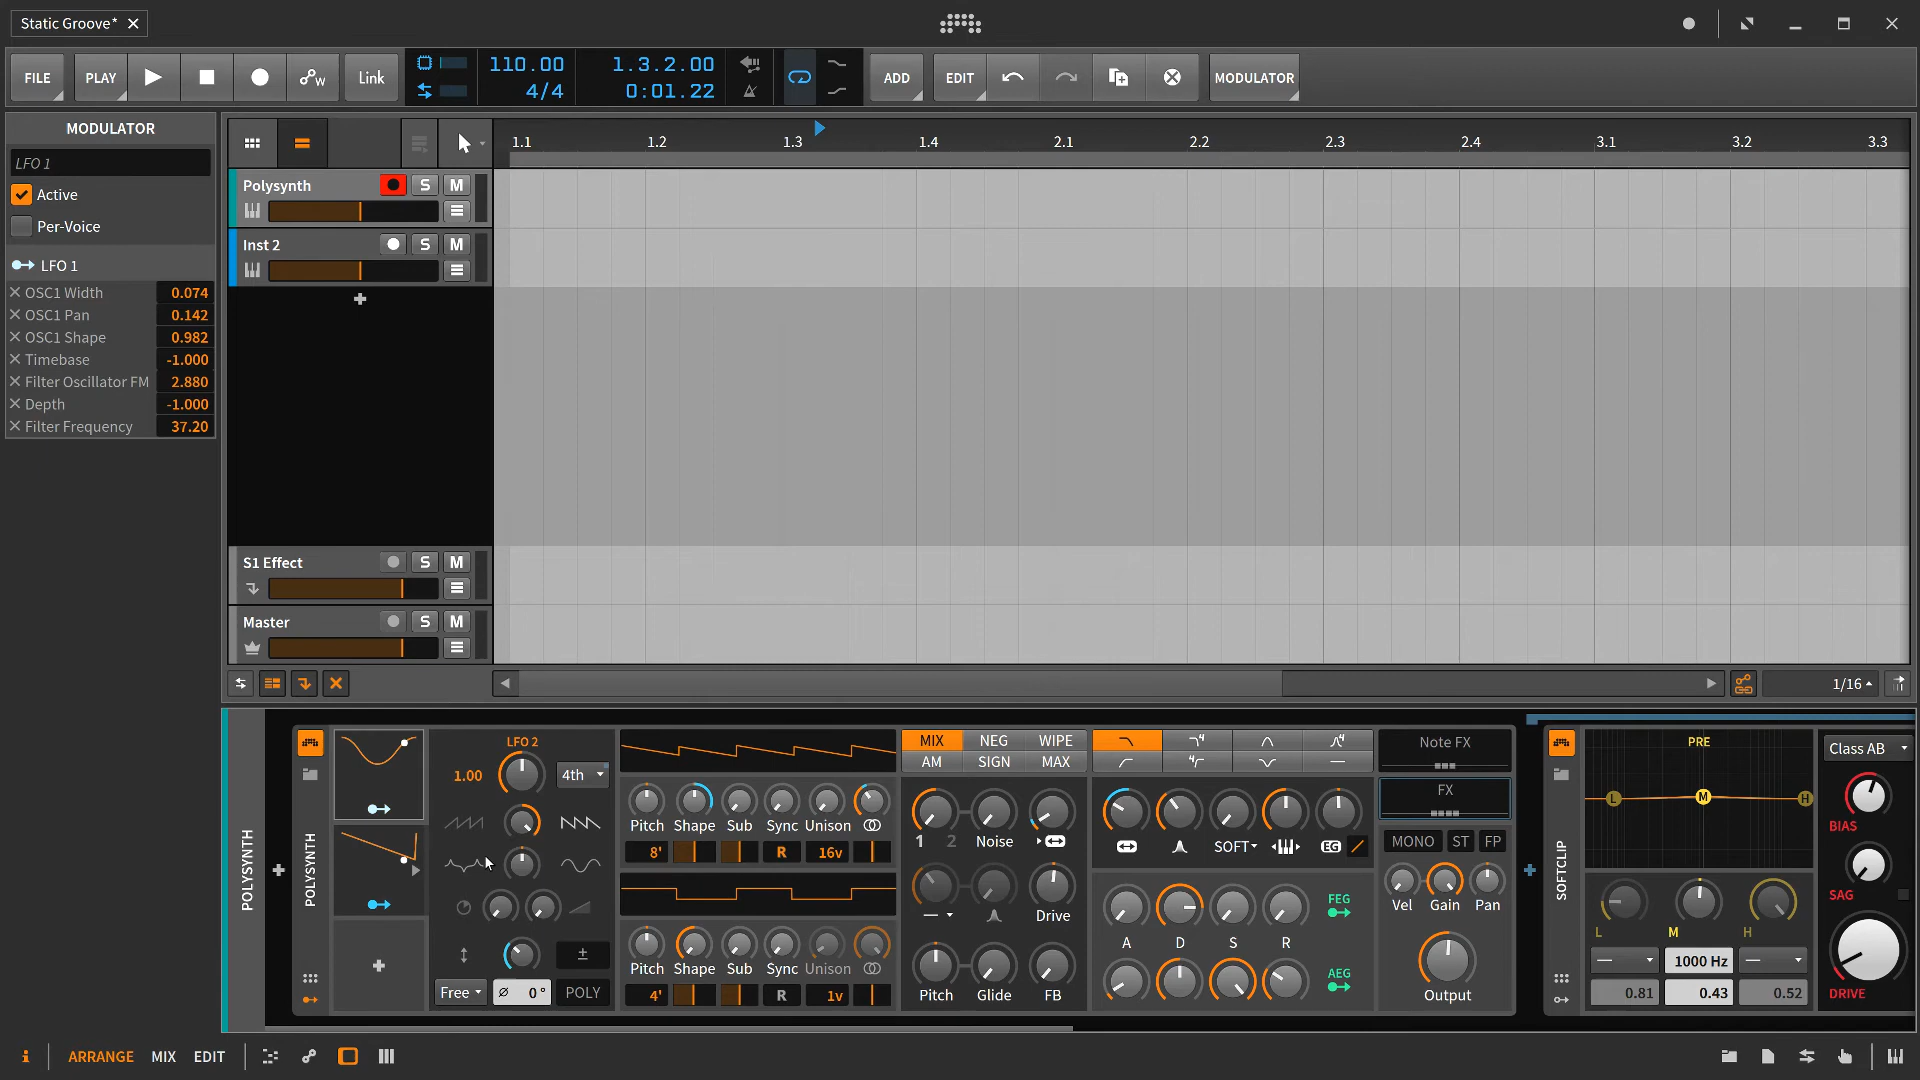 Static Groove*
FILE
PLAY
Link
110.00
4/4
1.3.2.00
0:01.22
ADD
EDIT
MODULATOR
MODULATOR
LFO 1
Active
Per-Voice
LFO 1
OSC1 Width 0.074
OSC1 Pan 0.142
OSC1 Shape 0.982
Timebase -1.000
Filter Oscillator FM 2.880
Depth -1.000
Filter Frequency 37.20
1.1 1.2 1.3 1.4 2.1 2.2 2.3 2.4 3.1 3.2 3.3
Polysynth S M
Inst 2 S M
S1 Effect S M
Master S M
1/16
POLYSYNTH
POLYSYNTH
LFO 2
1.00
4th
Free
0°
POLY
Pitch Shape Sub Sync Unison
8' R 16v
Pitch Shape Sub Sync Unison
4' R 1v
MIX NEG WIPE
AM SIGN MAX
1 2 Noise
Drive
Pitch Glide FB
SOFT
EG
A D S R
FEG
AEG
Note FX
FX
MONO ST FP
Vel Gain Pan
Output
SOFTCLIP
PRE
L M H
L M H
1000 Hz
0.81 0.43 0.52
Class AB
BIAS
SAG
DRIVE
i ARRANGE MIX EDIT